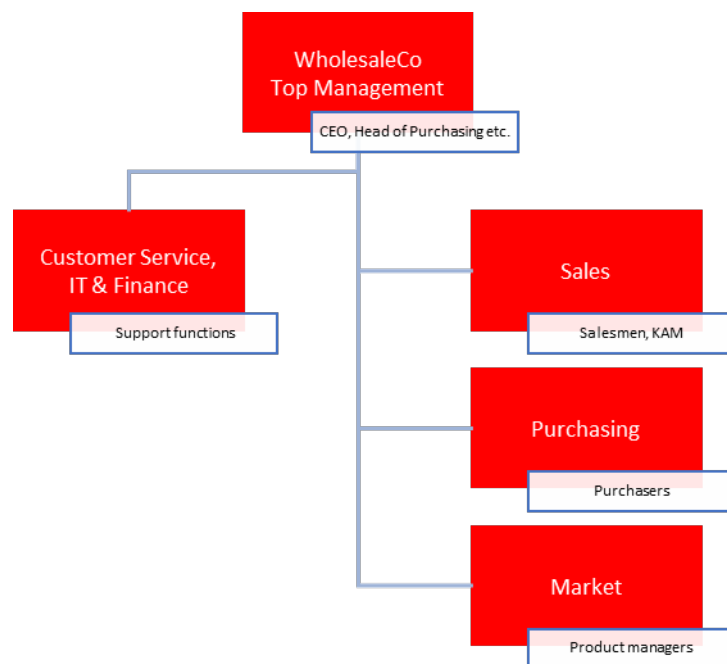 WholesaleCo
Top Management
CEO, Head of Purchasing etc.
Customer Service,
IT & Finance
Support functions
Sales
Salesmen, KAM
Purchasing
Purchasers
Market
Product managers